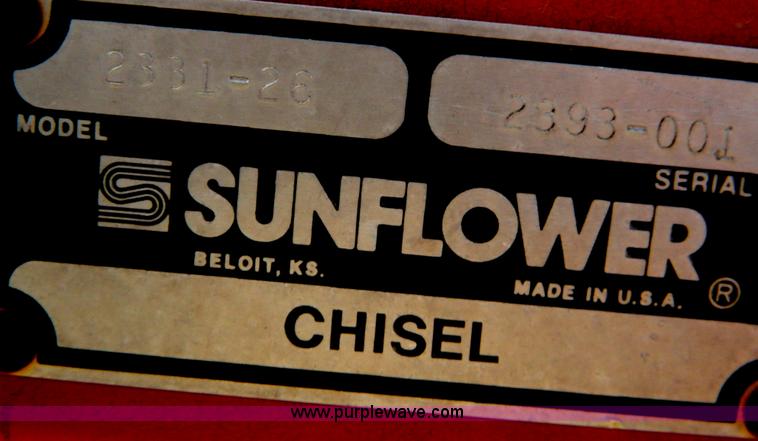 2331-26 2393-001
MODEL
SERIAL
SUNFLOWER
BELOIT, KS.
MADE IN U.S.A. ®
CHISEL
www.purplewave.com